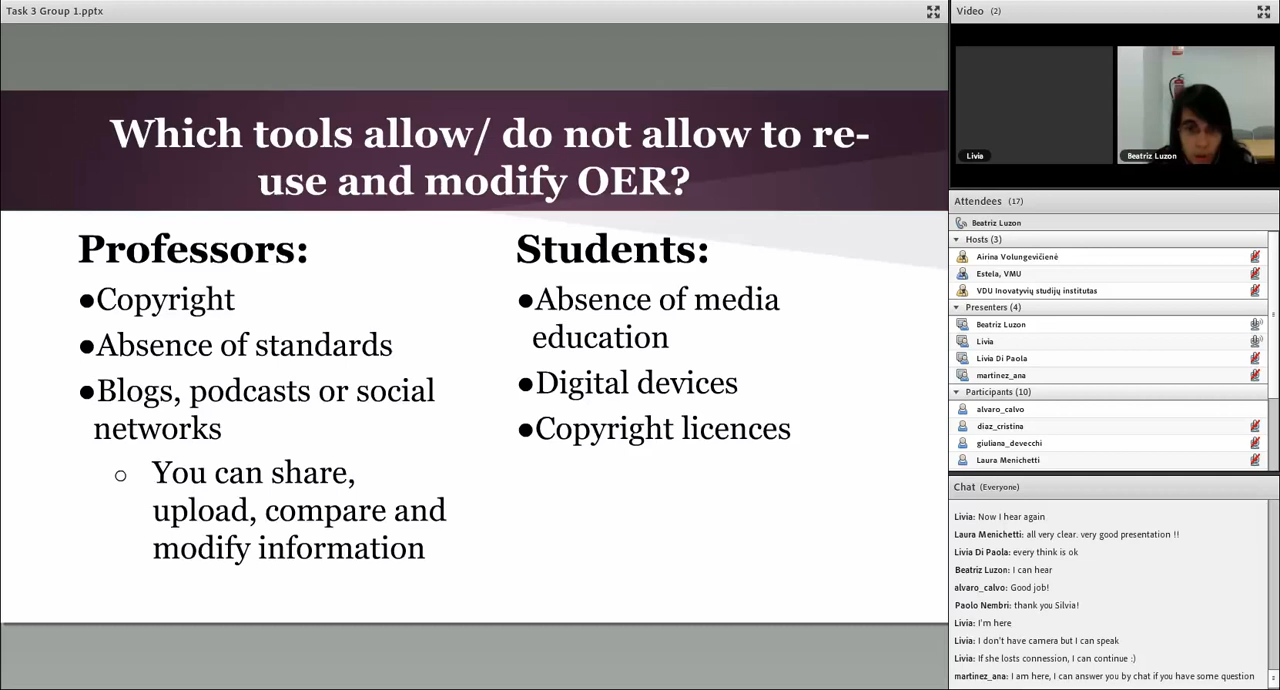 Task 3 Group 1.pptx
Which tools allow/ do not allow to re-
use and modify OER?
Professors:
●Copyright
●Absence of standards
●Blogs, podcasts or social
networks
○ You can share,
upload, compare and
modify information
Students:
●Absence of media
education
●Digital devices
●Copyright licences
Video (2)
Livia
Beatriz Luzon
Attendees (17)
Beatriz Luzon
Hosts (3)
Airina Volungevičienė
Estela, VMU
VDU Inovatyvių studijų institutas
Presenters (4)
Beatriz Luzon
Livia
Livia Di Paola
martinez_ana
Participants (10)
alvaro_calvo
diaz_cristina
giuliana_devecchi
Laura Menichetti
Chat (Everyone)
Livia: Now I hear again
Laura Menichetti: all very clear. very good presentation !!
Livia Di Paola: every think is ok
Beatriz Luzon: I can hear
alvaro_calvo: Good job!
Paolo Nembri: thank you Silvia!
Livia: I'm here
Livia: I don't have camera but I can speak
Livia: If she losts connession, I can continue :)
martinez_ana: I am here, I can answer you by chat if you have some question